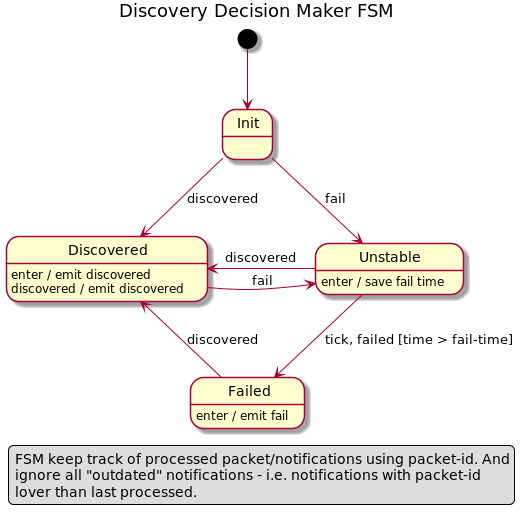 Discovery Decision Maker FSM
Init
discovered
fail
Discovered
enter / emit discovered
discovered / emit discovered
discovered
fail
Unstable
enter / save fail time
discovered
tick, failed [time > fail-time]
Failed
enter / emit fail
FSM keep track of processed packet/notifications using packet-id. And
ignore all "outdated" notifications - i.e. notifications with packet-id
lover than last processed.